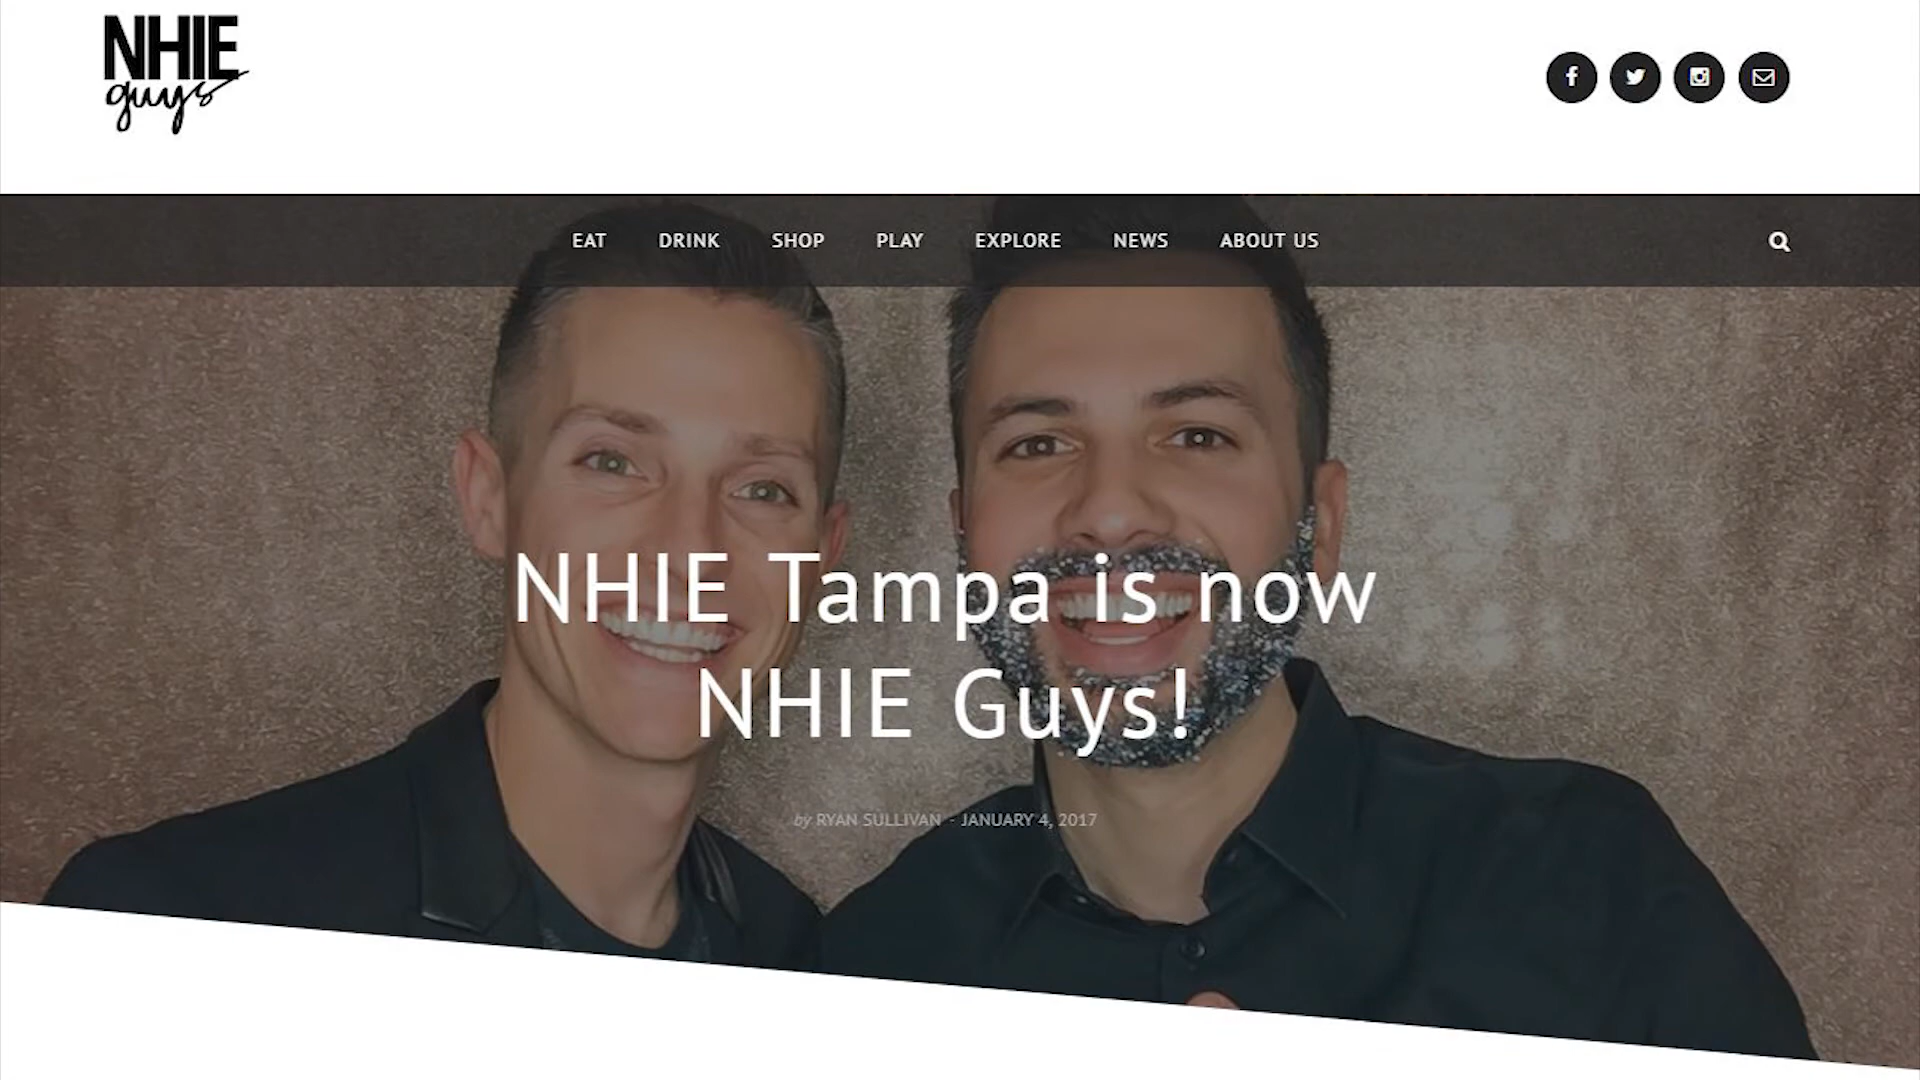 NHIE
guys
EAT DRINK SHOP PLAY EXPLORE NEWS ABOUT US
NHIE Tampa is now
NHIE Guys!
by RYAN SULLIVAN - JANUARY 4, 2017